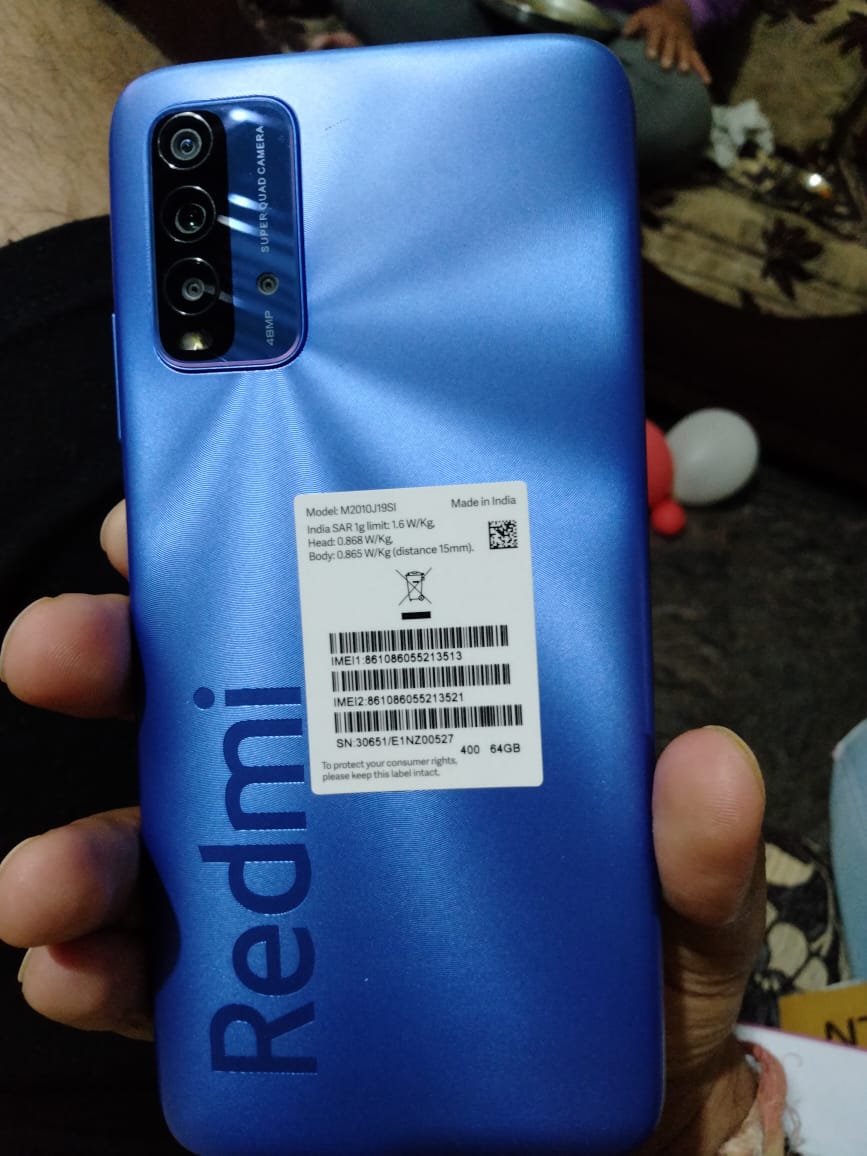 SUPER QUAD CAMERA
48MP
Model: M2010J19SI
Made in India
India SAR 1g limit: 1.6 W/Kg,
Head: 0.868 W/Kg,
Body: 0.865 W/Kg (distance 15mm).
IMEI1:861086055213513
IMEI2:861086055213521
SN:30651/E1NZ00527
400 64GB
To protect your consumer rights,
please keep this label intact.
Redmi